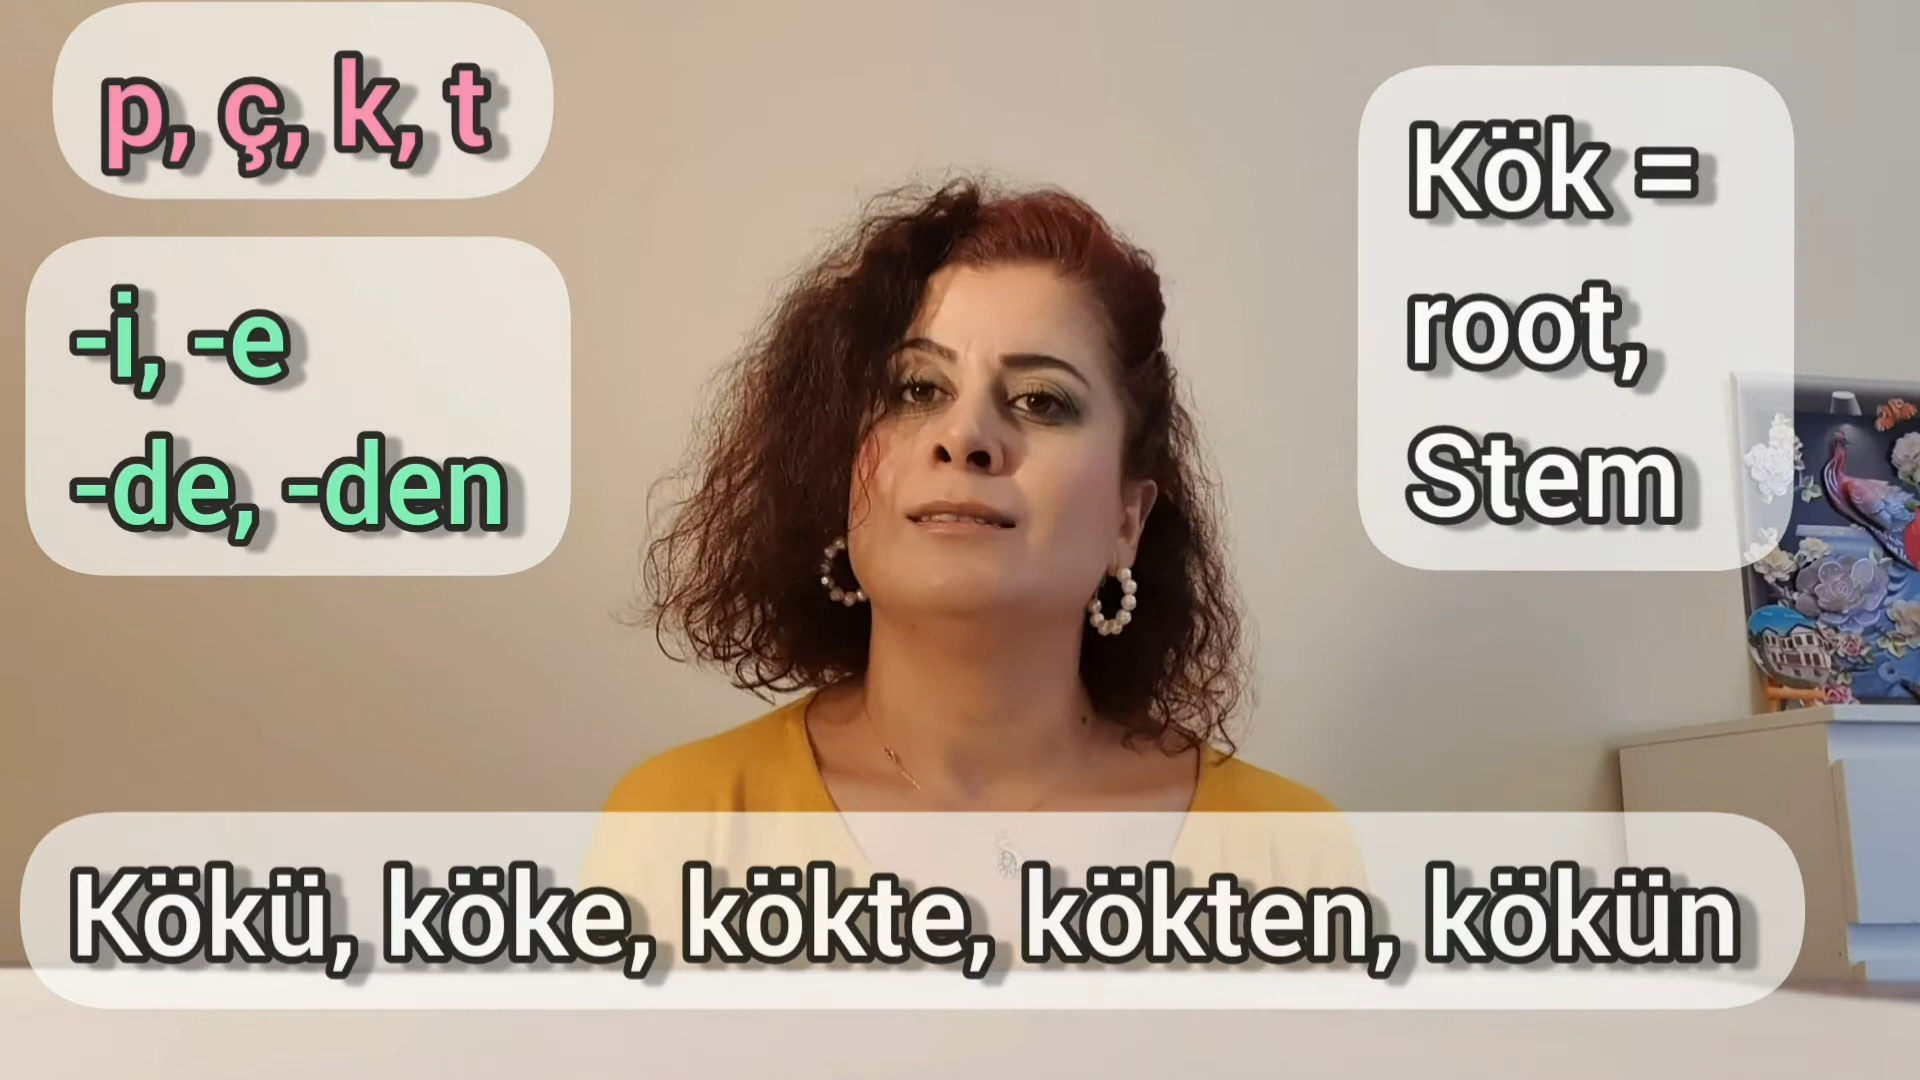 p, ç, k, t
-i, -e
-de, -den
Kök =
root,
Stem
Kökü, köke, kökte, kökten, kökün